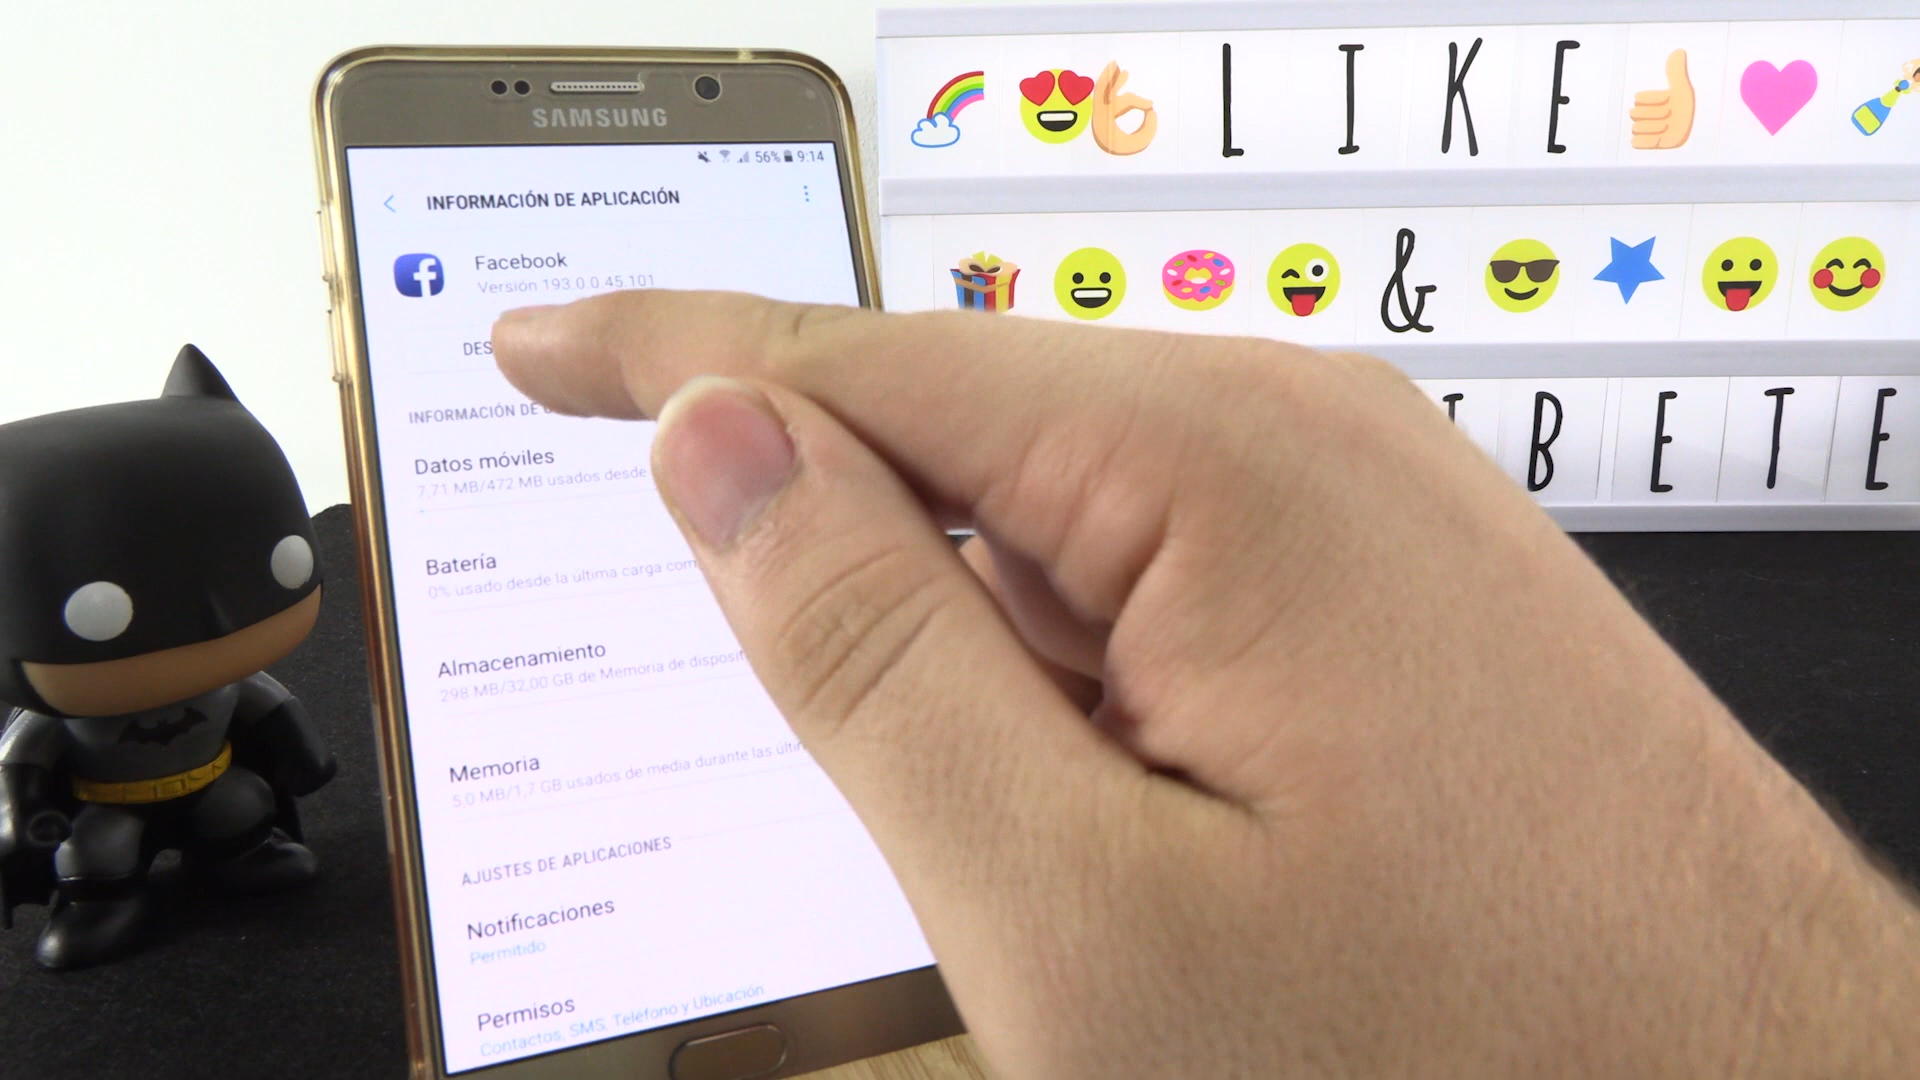 SAMSUNG
56% 9:14
INFORMACIÓN DE APLICACIÓN
Facebook
Versión 193.0.0.45.101
DES
INFORMACIÓN DE
Datos móviles
7,71 MB/472 MB usados desde
Batería
0% usado desde la última carga com
Almacenamiento
298 MB/32,00 GB de Memoria de disposit
Memoria
5,0 MB/1,7 GB usados de media durante las últi
AJUSTES DE APLICACIONES
Notificaciones
Permitido
Permisos
Contactos, SMS, Teléfono y Ubicación
LIKE
&
BETE